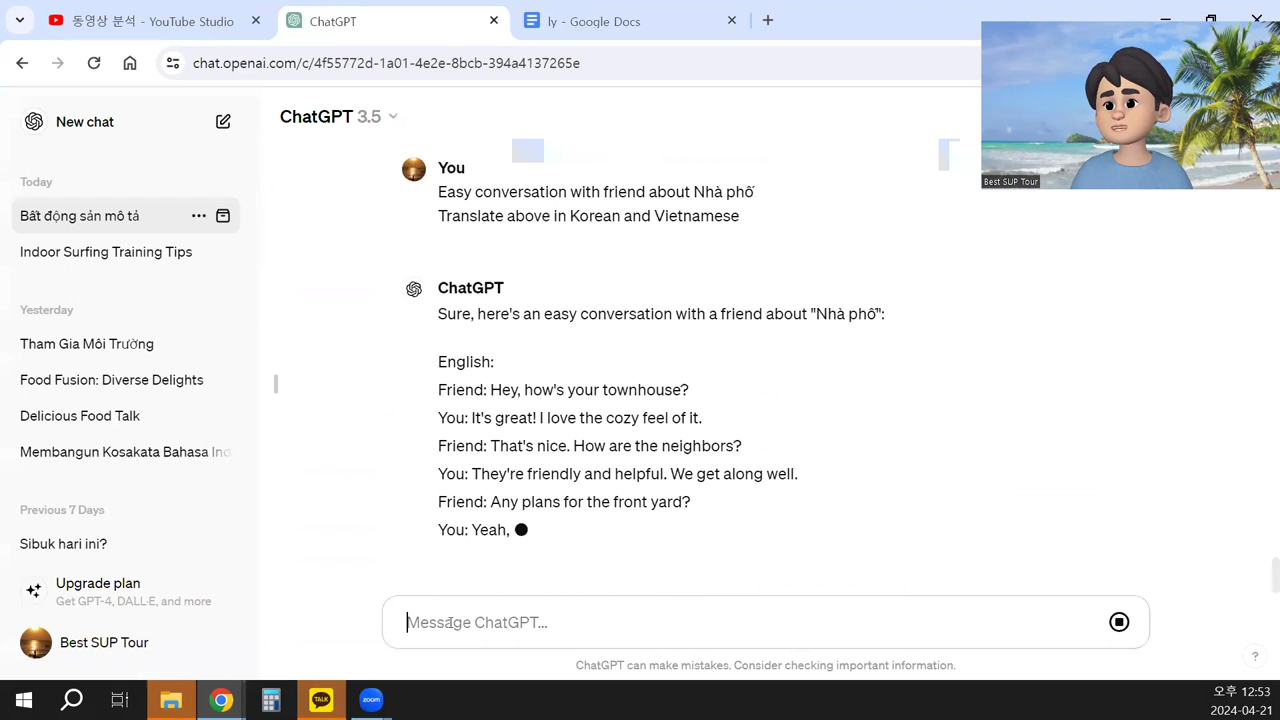 동영상 분석 - YouTube Studio
ChatGPT
ly - Google Docs
chat.openai.com/c/4f55772d-1a01-4e2e-8bcb-394a4137265e
Best SUP Tour
New chat
Today
Bất động sản mô tả
Indoor Surfing Training Tips
Yesterday
Tham Gia Môi Trường
Food Fusion: Diverse Delights
Delicious Food Talk
Membangun Kosakata Bahasa Ind
Previous 7 Days
Sibuk hari ini?
Upgrade plan
Get GPT-4, DALL·E, and more
Best SUP Tour
ChatGPT 3.5
You
Easy conversation with friend about Nhà phố
Translate above in Korean and Vietnamese
ChatGPT
Sure, here's an easy conversation with a friend about "Nhà phố":
English:
Friend: Hey, how's your townhouse?
You: It's great! I love the cozy feel of it.
Friend: That's nice. How are the neighbors?
You: They're friendly and helpful. We get along well.
Friend: Any plans for the front yard?
You: Yeah,
Message ChatGPT...
ChatGPT can make mistakes. Consider checking important information.
?
TALK
zoom
오후 12:53
2024-04-21